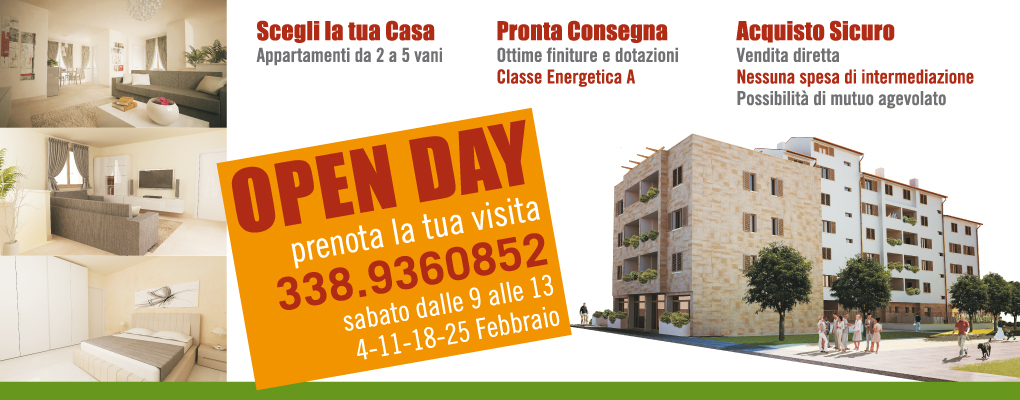 Scegli la tua Casa
Appartamenti da 2 a 5 vani
Pronta Consegna
Ottime finiture e dotazioni
Classe Energetica A
Acquisto Sicuro
Vendita diretta
Nessuna spesa di intermediazione
Possibilità di mutuo agevolato
OPEN DAY
prenota la tua visita
338.9360852
sabato dalle 9 alle 13
4-11-18-25 Febbraio